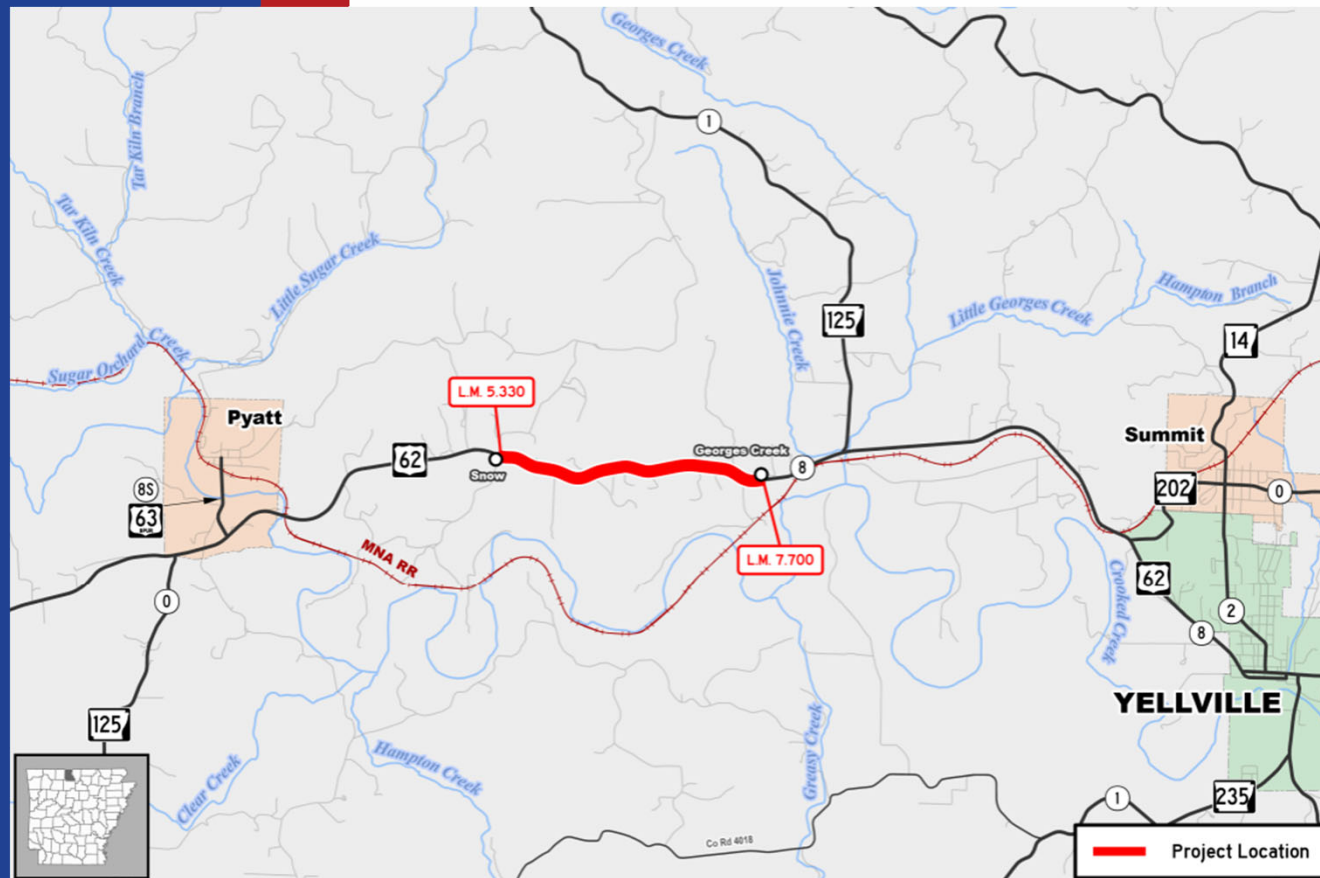 Georges Creek
Tar Kiln Branch
1
Tar Kiln Creek
Little Sugar Creek
Johnnie Creek
Hampton Branch
Little Georges Creek
125
14
Sugar Orchard Creek
L.M. 5.330
Pyatt
Summit
Georges Creek
62
Snow
8
8S
63
SPUR
202
0
L.M. 7.700
MNA RR
Crooked Creek
62
0
2
8
YELLVILLE
125
Greasy Creek
Hampton Creek
Clear Creek
1
235
Co Rd 4018
Project Location